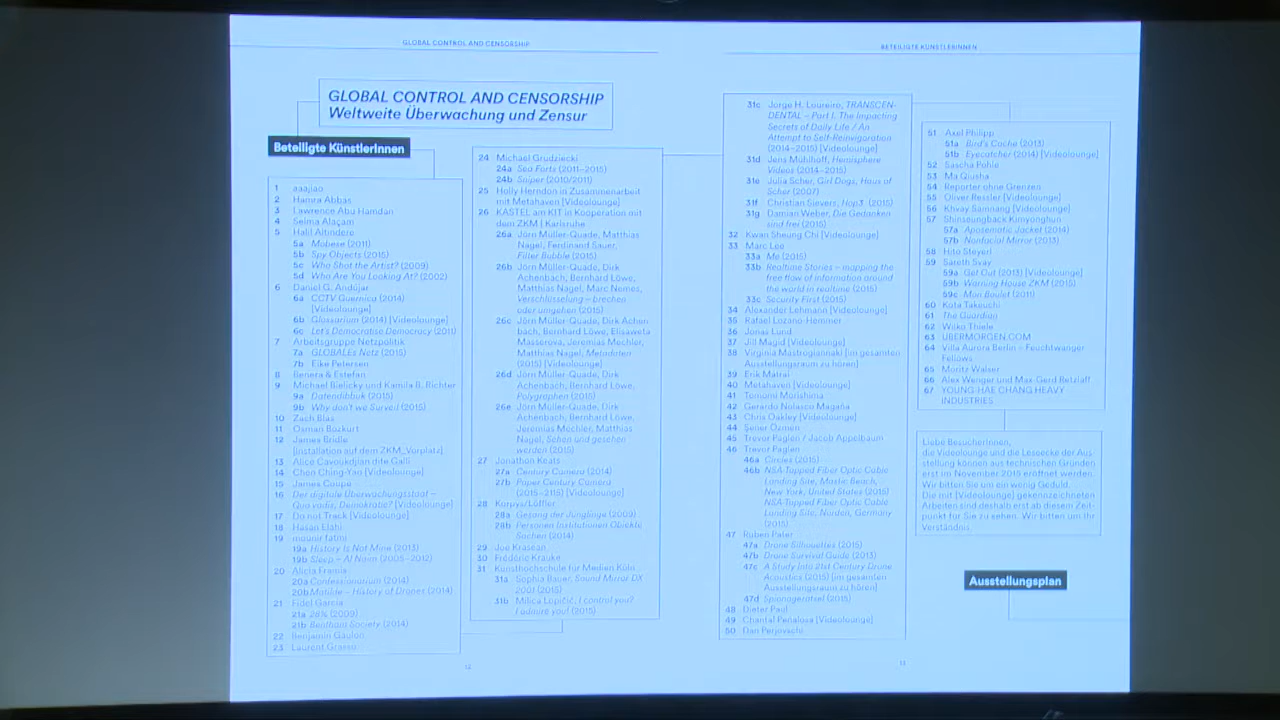 GLOBAL CONTROL AND CENSORSHIP
BETEILIGTE KÜNSTLERINNEN
GLOBAL CONTROL AND CENSORSHIP
Weltweite Überwachung und Zensur
Beteiligte KünstlerInnen
1 aaajiao
2 Hamra Abbas
3 Lawrence Abu Hamdan
4 Selma Alaçam
5 Halil Altındere
5a Mobese (2011)
5b Spy Objects (2015)
5c Who Shot the Artist? (2009)
5d Who Are You Looking At? (2002)
6 Daniel G. Andújar
6a CCTV Guernica (2014)
[Videolounge]
6b Glossarium (2014) [Videolounge]
6c Let's Democratise Democracy (2011)
7 Arbeitsgruppe Netzpolitik
7a GLOBALEs Netz (2015)
7b Eike Petersen
8 Benera & Estefan
9 Michael Bielicky und Kamila B. Richter
9a Datendibbuk (2015)
9b Why don't we Surved (2015)
10 Zach Blas
11 Osman Bozkurt
12 James Bridle
[Installation auf dem ZKM_Vorplatz]
13 Alice Cavoukdjian dite Galli
14 Chen Ching-Yao [Videolounge]
15 James Coupe
16 Der digitale Überwachungsstaat –
Quo vadis, Demokratie? [Videolounge]
17 Do not Track [Videolounge]
18 Hasan Elahi
19 mounir fatmi
19a History Is Not Mine (2013)
19b Sleep – Al Naim (2005–2012)
20 Alicia Framis
20a Confessionarium (2014)
20b Matilde – History of Drones (2014)
21 Fidel García
21a 26% (2009)
21b Bentham Society (2014)
22 Benjamin Gaulon
23 Laurent Grasso
24 Michael Grudziecki
24a Sea Forts (2011–2015)
24b Sniper (2010/2011)
25 Holly Herndon in Zusammenarbeit
mit Metahaven [Videolounge]
26 KASTEL am KIT in Kooperation mit
dem ZKM | Karlsruhe
26a Jörn Müller-Quade, Matthias
Nagel, Ferdinand Sauer,
Filter Bubble (2015)
26b Jörn Müller-Quade, Dirk
Achenbach, Bernhard Löwe,
Matthias Nagel, Marc Nemes,
Verschlüsselung – brechen
oder umgehen (2015)
26c Jörn Müller-Quade, Dirk Achen
bach, Bernhard Löwe, Elisaweta
Masserova, Jeremias Mechler,
Matthias Nagel, Metadaten
(2015) [Videolounge]
26d Jörn Müller-Quade, Dirk
Achenbach, Bernhard Löwe,
Polygraphen (2015)
26e Jörn Müller-Quade, Dirk
Achenbach, Bernhard Löwe,
Jeremias Mechler, Matthias
Nagel, Sehen und gesehen
werden (2015)
27 Jonathon Keats
27a Century Camera (2014)
27b Paper Century Camera
(2015–2115) [Videolounge]
28 Korpys/Löffler
28a Gesang der Jünglinge (2009)
28b Personen Institutionen Objekte
Sachen (2014)
29 Joe Krasean
30 Frédéric Krauke
31 Kunsthochschule für Medien Köln
31a Sophia Bauer, Sound Mirror DX
2001 (2015)
31b Milica Lopičić, I control you?
I admire you! (2015)
12
31c Jorge H. Loureiro, TRANSCEN-
DENTAL – Part I. The Impacting
Secrets of Daily Life / An
Attempt to Self-Reinvigoration
(2014–2015) [Videolounge]
31d Jens Mühlhoff, Hemisphere
Videos (2014–2015)
31e Julia Scher, Girl Dogs, Haus of
Scher (2007)
31f Christian Sievers, Hop3 (2015)
31g Damian Weber, Die Gedanken
sind frei (2015)
32 Kwan Sheung Chi [Videolounge]
33 Marc Lee
33a Me (2015)
33b Realtime Stories – mapping the
free flow of information around
the world in realtime (2015)
33c Security First (2015)
34 Alexander Lehmann [Videolounge]
35 Rafael Lozano-Hemmer
36 Jonas Lund
37 Jill Magid [Videolounge]
38 Virginia Mastrogiannaki [im gesamten
Ausstellungsraum zu hören]
39 Erik Mátrai
40 Metahaven [Videolounge]
41 Tomomi Morishima
42 Gerardo Nolasco Magaña
43 Chris Oakley [Videolounge]
44 Şener Özmen
45 Trevor Paglen / Jacob Appelbaum
46 Trevor Paglen
46a Circles (2015)
46b NSA-Tapped Fiber Optic Cable
Landing Site, Mastic Beach,
New York, United States (2015)
NSA-Tapped Fiber Optic Cable
Landing Site, Norden, Germany
(2015)
47 Ruben Pater
47a Drone Silhouettes (2015)
47b Drone Survival Guide (2013)
47c A Study into 21st Century Drone
Acoustics (2015) [im gesamten
Ausstellungsraum zu hören]
47d Spionagerätsel (2015)
48 Dieter Paul
49 Chantal Peñalosa [Videolounge]
50 Dan Perjovschi
13
51 Axel Philipp
51a Bird's Cache (2013)
51b Eyecatcher (2014) [Videolounge]
52 Sascha Pohle
53 Ma Qiusha
54 Reporter ohne Grenzen
55 Oliver Ressler [Videolounge]
56 Khvay Samnang [Videolounge]
57 Shinseungback Kimyonghun
57a Aposematic Jacket (2014)
57b Nonfacial Mirror (2013)
58 Hito Steyerl
59 Sareth Svay
59a Get Out (2013) [Videolounge]
59b Warning House ZKM (2015)
59c Mon Boulet (2011)
60 Kota Takeuchi
61 The Guardian
62 Wilko Thiele
63 ÜBERMORGEN.COM
64 Villa Aurora Berlin – Feuchtwanger
Fellows
65 Moritz Walser
66 Alex Wenger und Max-Gerd Retzlaff
67 YOUNG-HAE CHANG HEAVY
INDUSTRIES
Liebe BesucherInnen,
die Videolounge und die Leseecke der Aus-
stellung können aus technischen Gründen
erst im November 2015 eröffnet werden.
Wir bitten Sie um ein wenig Geduld.
Die mit [Videolounge] gekennzeichneten
Arbeiten sind deshalb erst ab diesem Zeit-
punkt für Sie zu sehen. Wir bitten um Ihr
Verständnis.
Ausstellungsplan